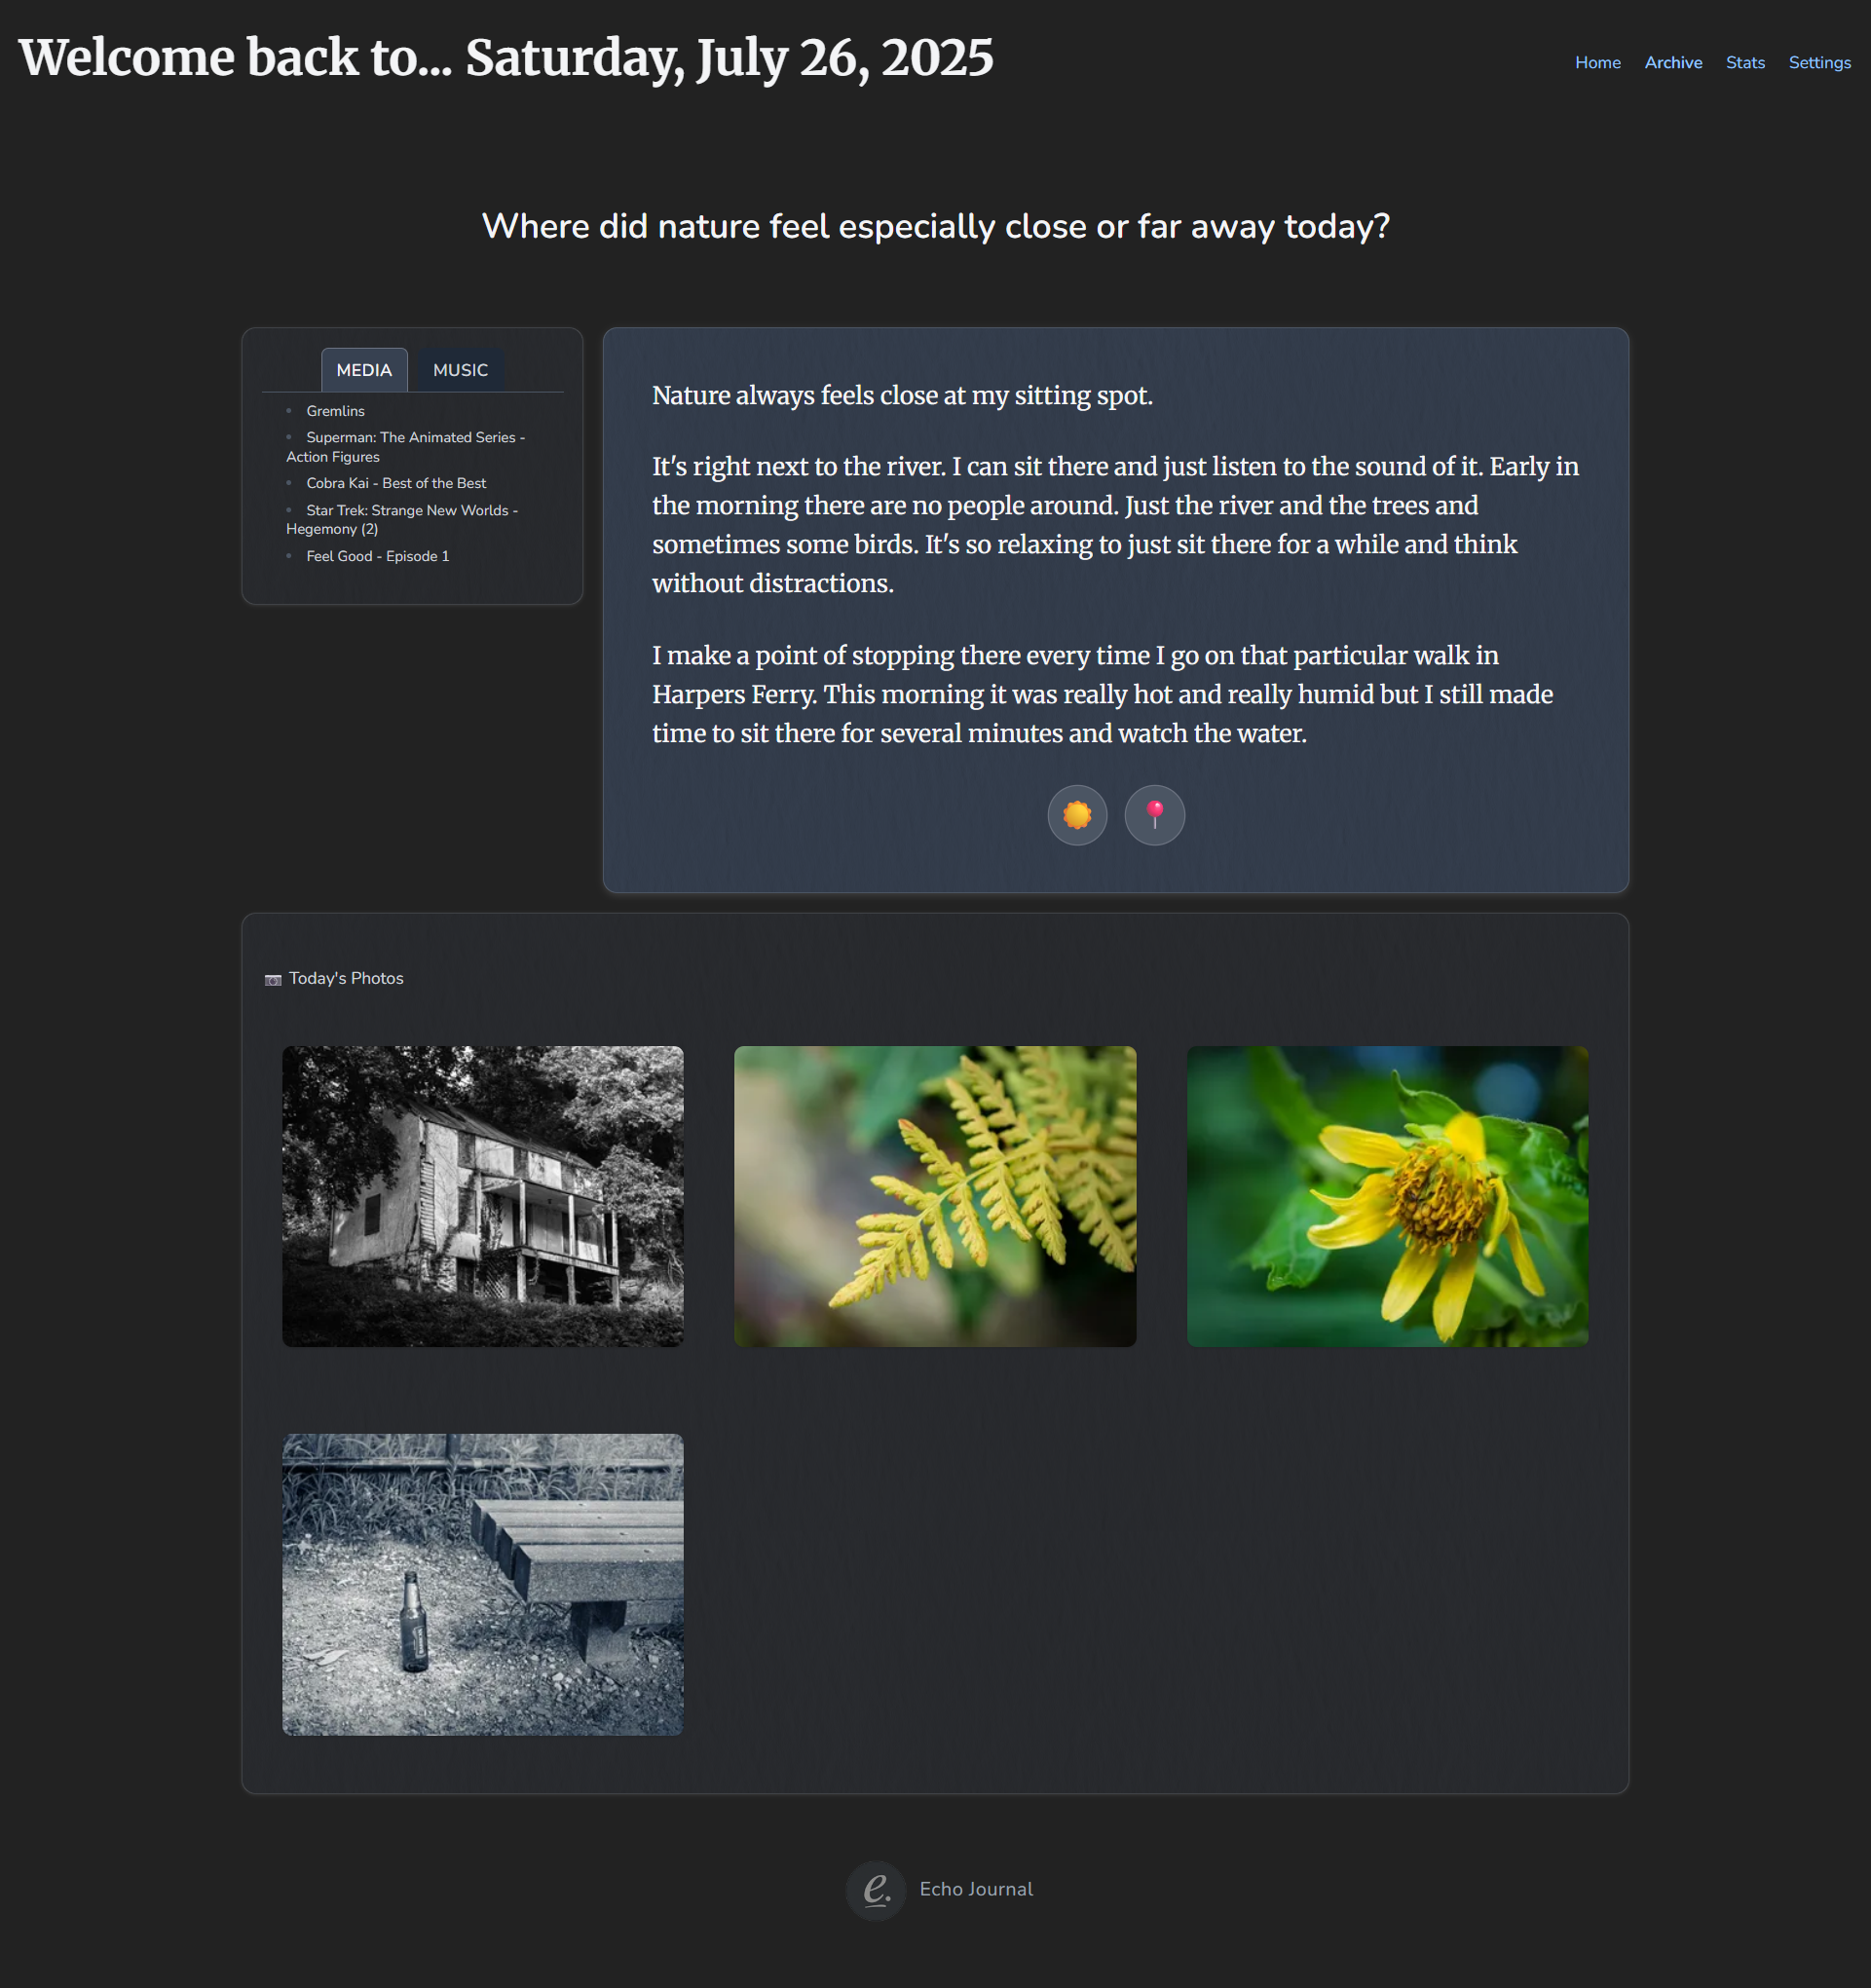 Welcome back to... Saturday, July 26, 2025
Home Archive Stats Settings
Where did nature feel especially close or far away today?
MEDIA MUSIC
Gremlins
Superman: The Animated Series -
Action Figures
Cobra Kai - Best of the Best
Star Trek: Strange New Worlds -
Hegemony (2)
Feel Good - Episode 1
Nature always feels close at my sitting spot.
It's right next to the river. I can sit there and just listen to the sound of it. Early in
the morning there are no people around. Just the river and the trees and
sometimes some birds. It's so relaxing to just sit there for a while and think
without distractions.
I make a point of stopping there every time I go on that particular walk in
Harpers Ferry. This morning it was really hot and really humid but I still made
time to sit there for several minutes and watch the water.
Today's Photos
e.
Echo Journal